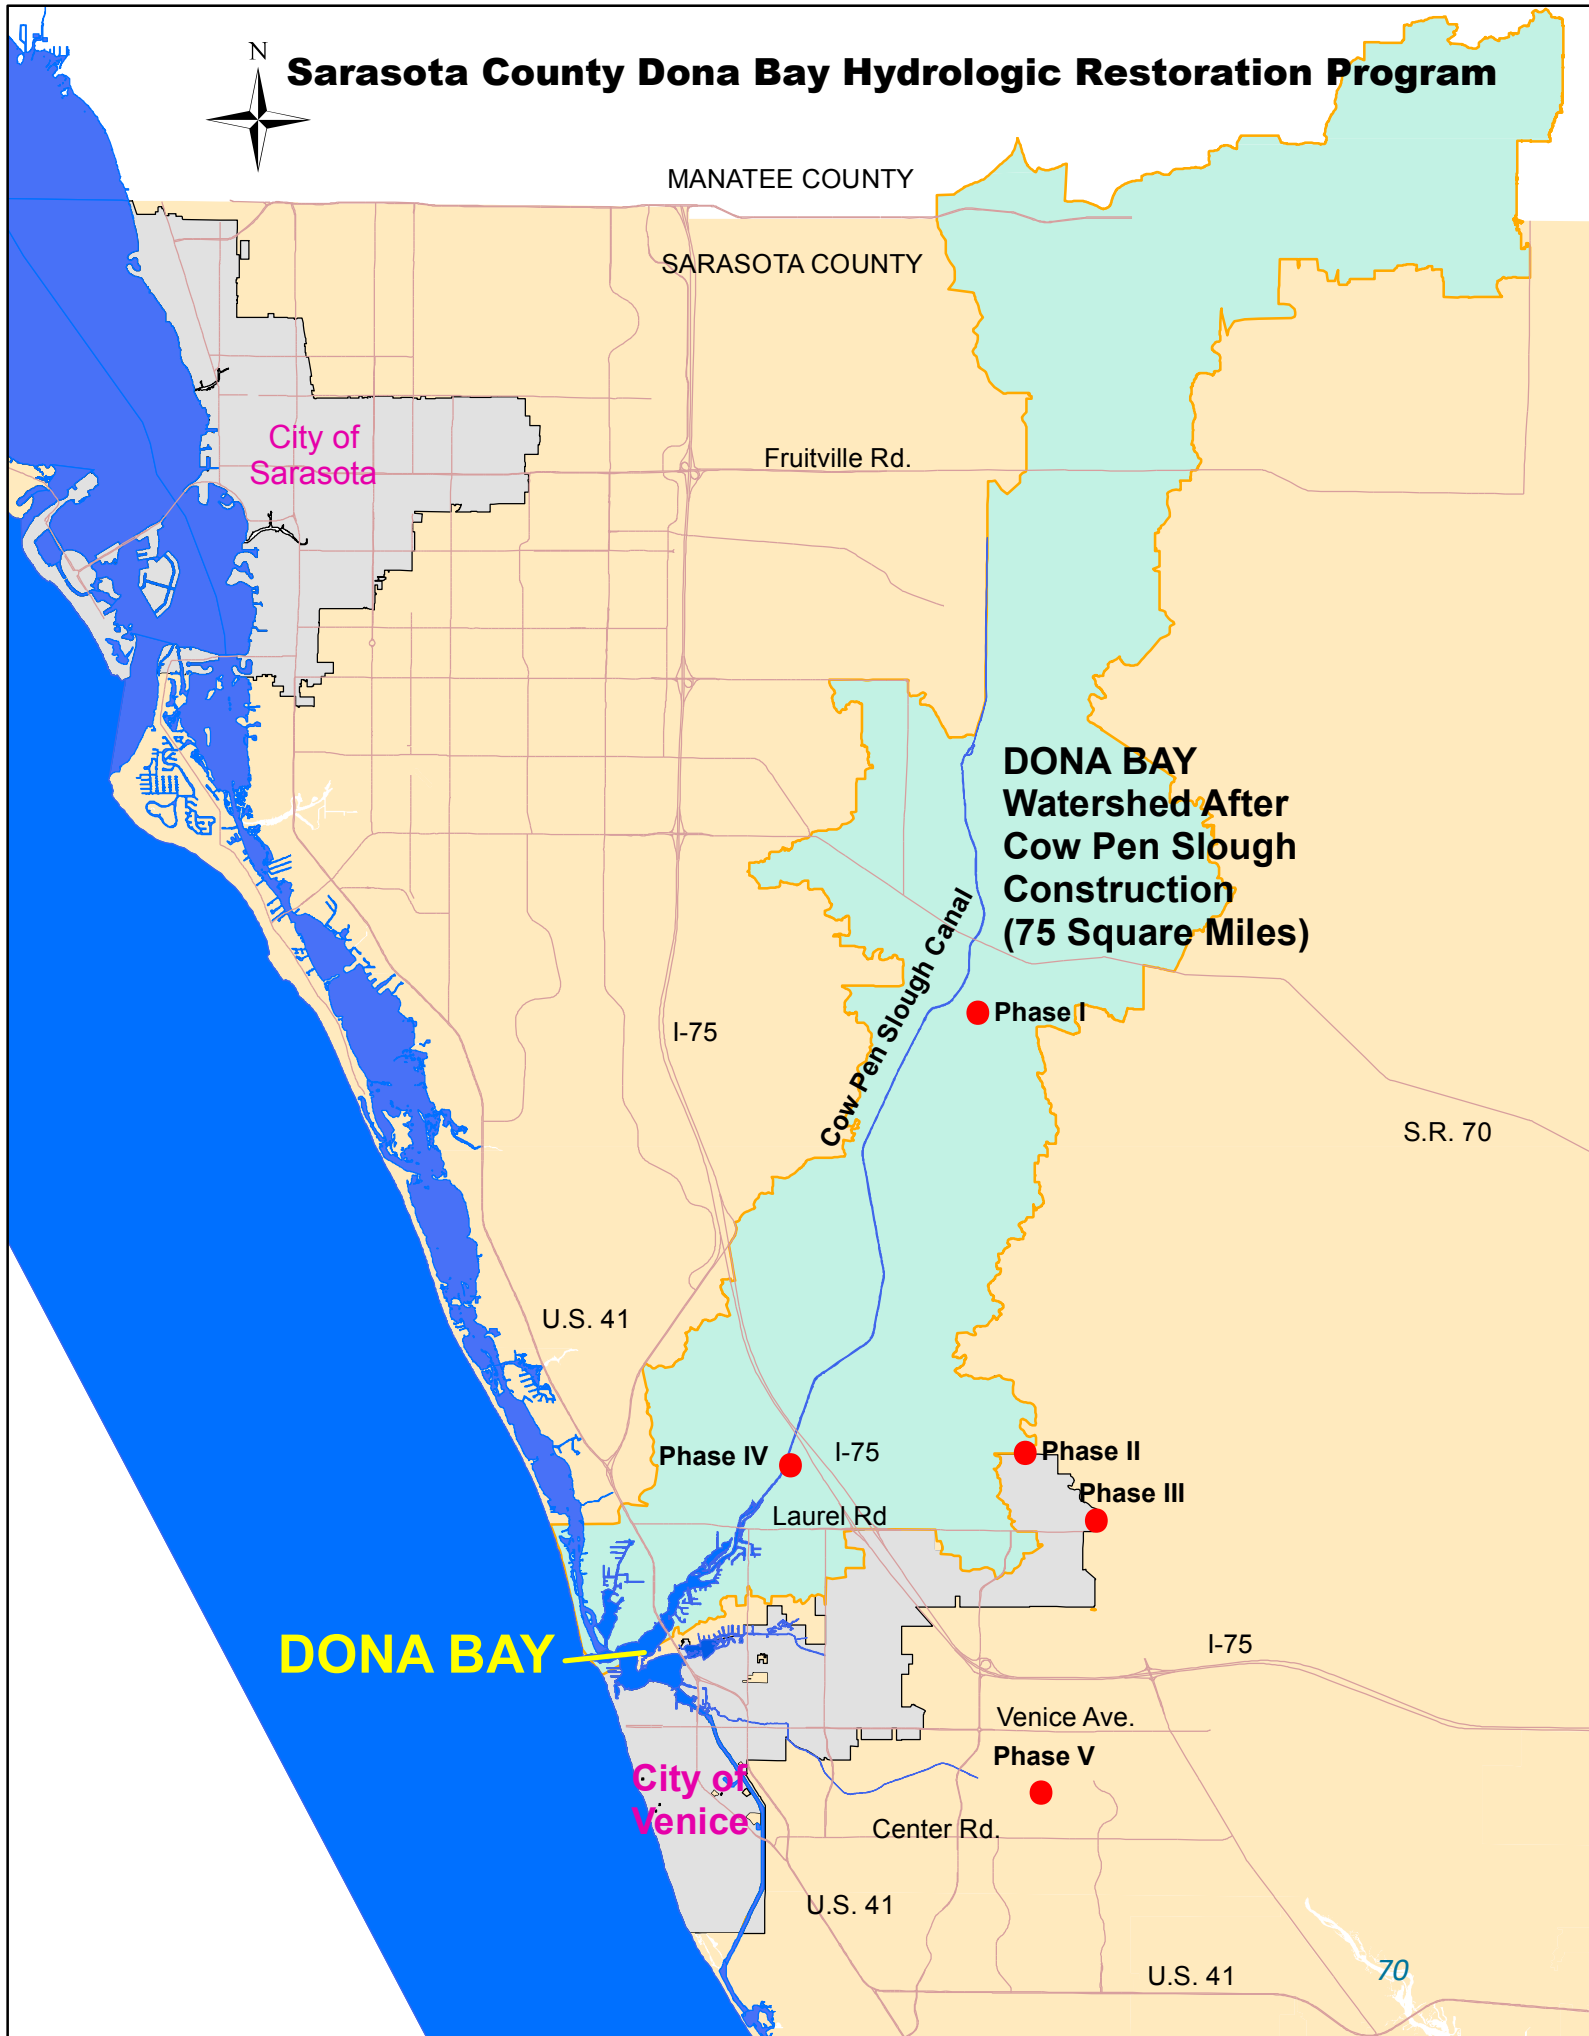 N
Sarasota County Dona Bay Hydrologic Restoration Program
MANATEE COUNTY
SARASOTA COUNTY
City of
Sarasota
Fruitville Rd.
DONA BAY
Watershed After
Cow Pen Slough
Construction
(75 Square Miles)
Cow Pen Slough Canal
Phase I
I-75
S.R. 70
U.S. 41
Phase IV
I-75
Phase II
Phase III
Laurel Rd
DONA BAY
I-75
Venice Ave.
Phase V
City of
Venice
Center Rd.
U.S. 41
U.S. 41
70